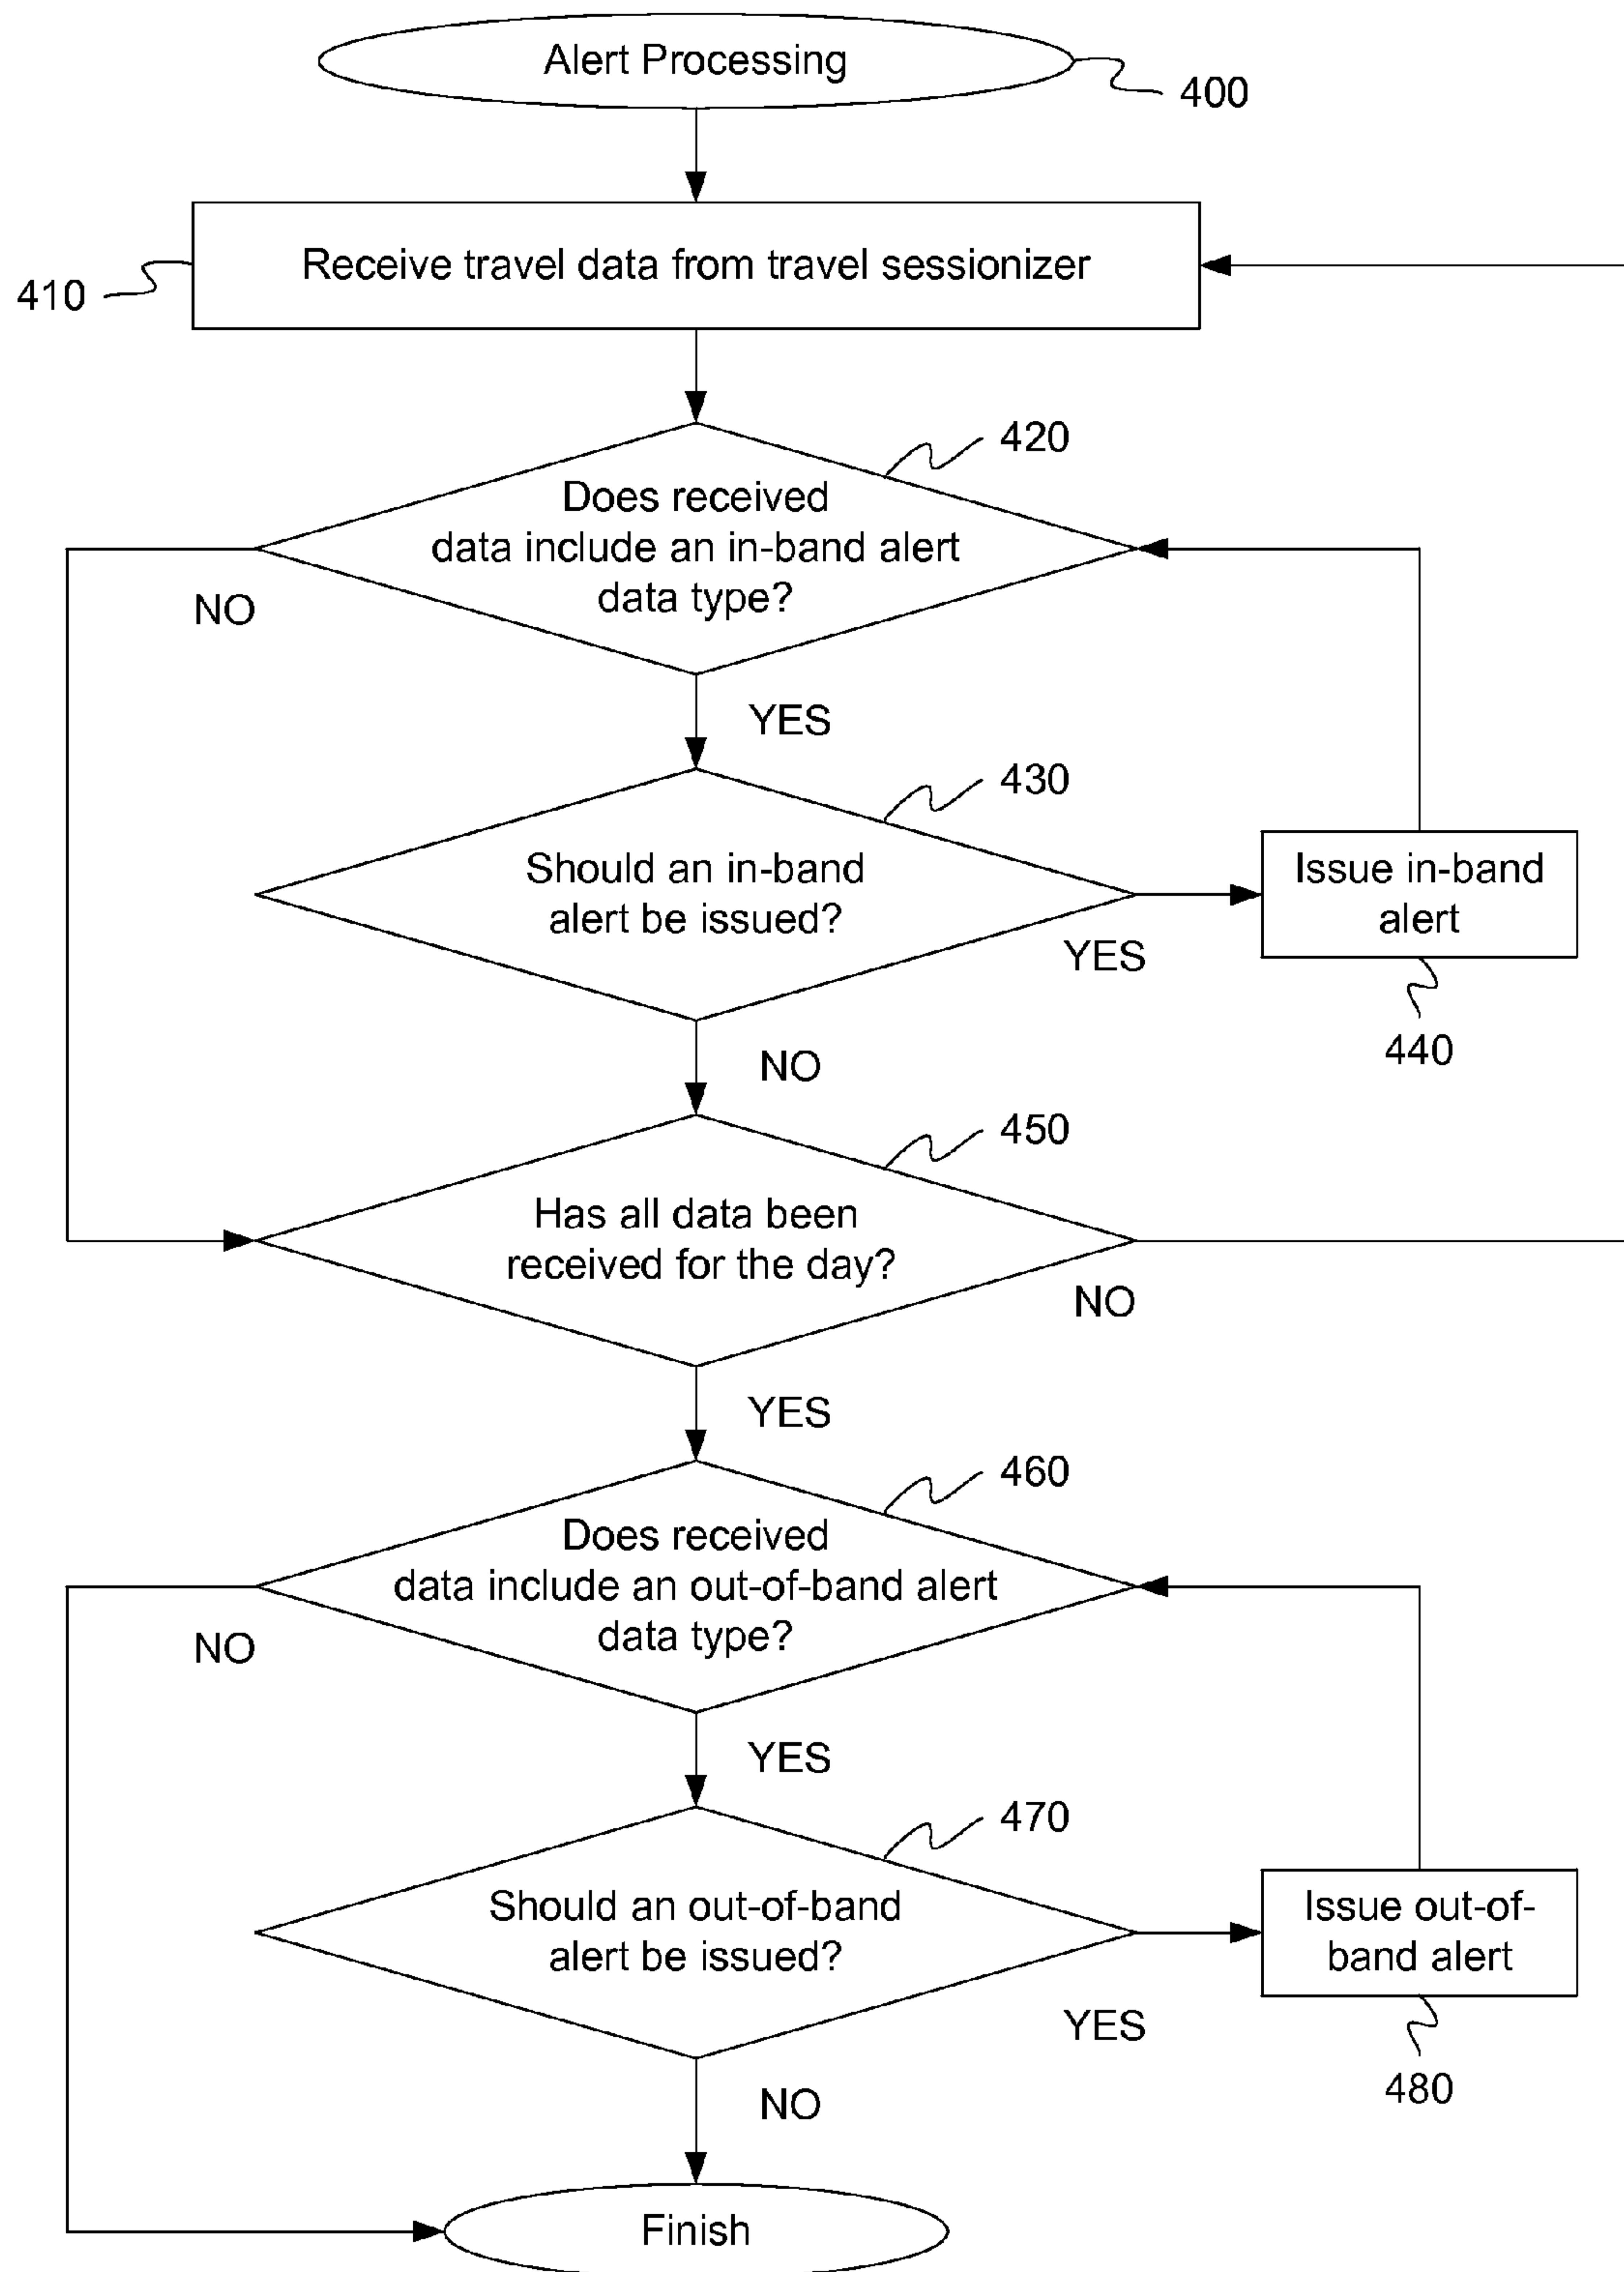 Alert Processing
400
Receive travel data from travel sessionizer
410
420
Does received
data include an in-band alert
data type?
NO
YES
430
Should an in-band
alert be issued?
YES
Issue in-band
alert
440
NO
450
Has all data been
received for the day?
NO
YES
460
Does received
data include an out-of-band alert
data type?
NO
YES
470
Should an out-of-band
alert be issued?
YES
Issue out-of-
band alert
480
NO
Finish